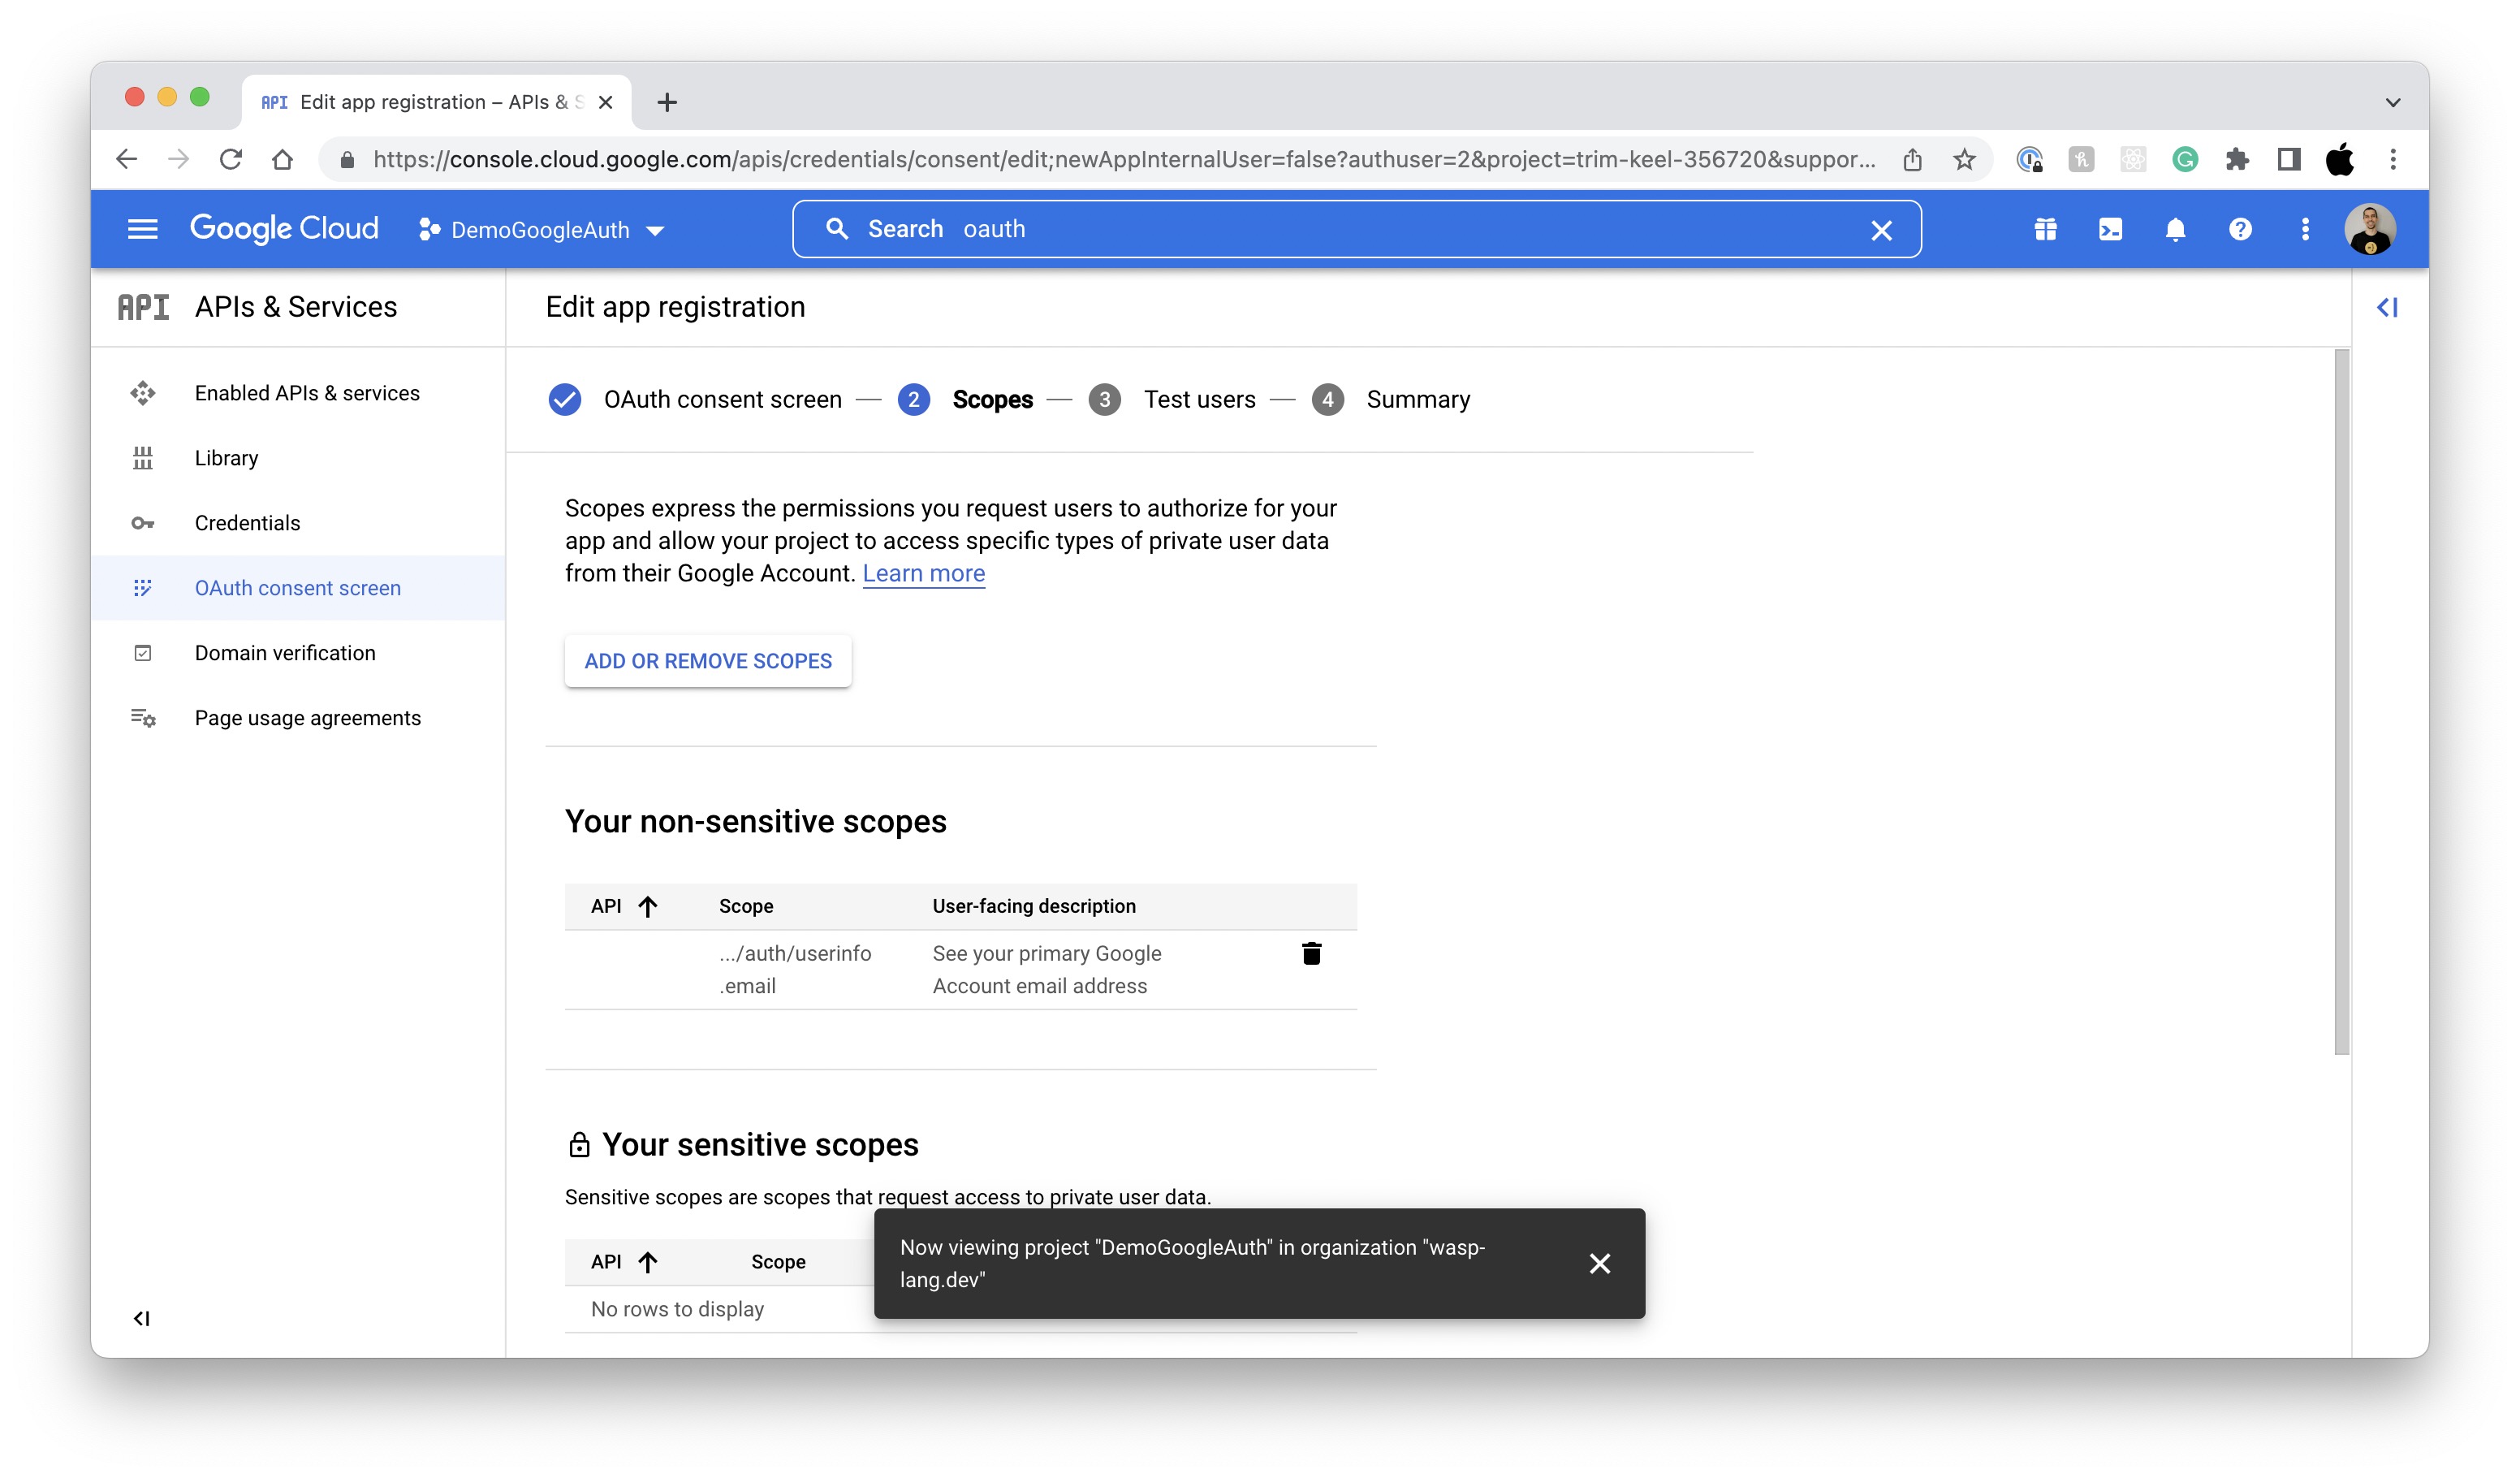 API Edit app registration – APIs & S
https://console.cloud.google.com/apis/credentials/consent/edit;newAppInternalUser=false?authuser=2&project=trim-keel-356720&suppor...
Google Cloud DemoGoogleAuth Search oauth
API APIs & Services
Edit app registration
Enabled APIs & services
Library
Credentials
OAuth consent screen
Domain verification
Page usage agreements
OAuth consent screen — 2 Scopes — 3 Test users — 4 Summary
Scopes express the permissions you request users to authorize for your
app and allow your project to access specific types of private user data
from their Google Account. Learn more
ADD OR REMOVE SCOPES
Your non-sensitive scopes
API Scope User-facing description
.../auth/userinfo See your primary Google
.email Account email address
Your sensitive scopes
Sensitive scopes are scopes that request access to private user data.
API Scope
No rows to display
Now viewing project "DemoGoogleAuth" in organization "wasp-
lang.dev"